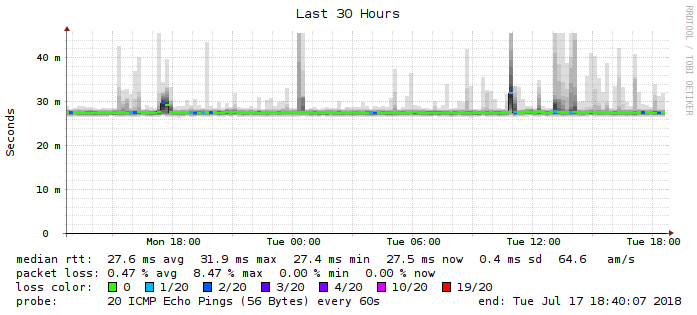 Last 30 Hours
RRDTOOL / TOBI OETIKER
Seconds
40 m
30 m
20 m
10 m
0
Mon 18:00 Tue 00:00 Tue 06:00 Tue 12:00 Tue 18:00
median rtt: 27.6 ms avg 31.9 ms max 27.4 ms min 27.5 ms now 0.4 ms sd 64.6 am/s
packet loss: 0.47 % avg 8.47 % max 0.00 % min 0.00 % now
loss color: 0 1/20 2/20 3/20 4/20 10/20 19/20
probe: 20 ICMP Echo Pings (56 Bytes) every 60s end: Tue Jul 17 18:40:07 2018